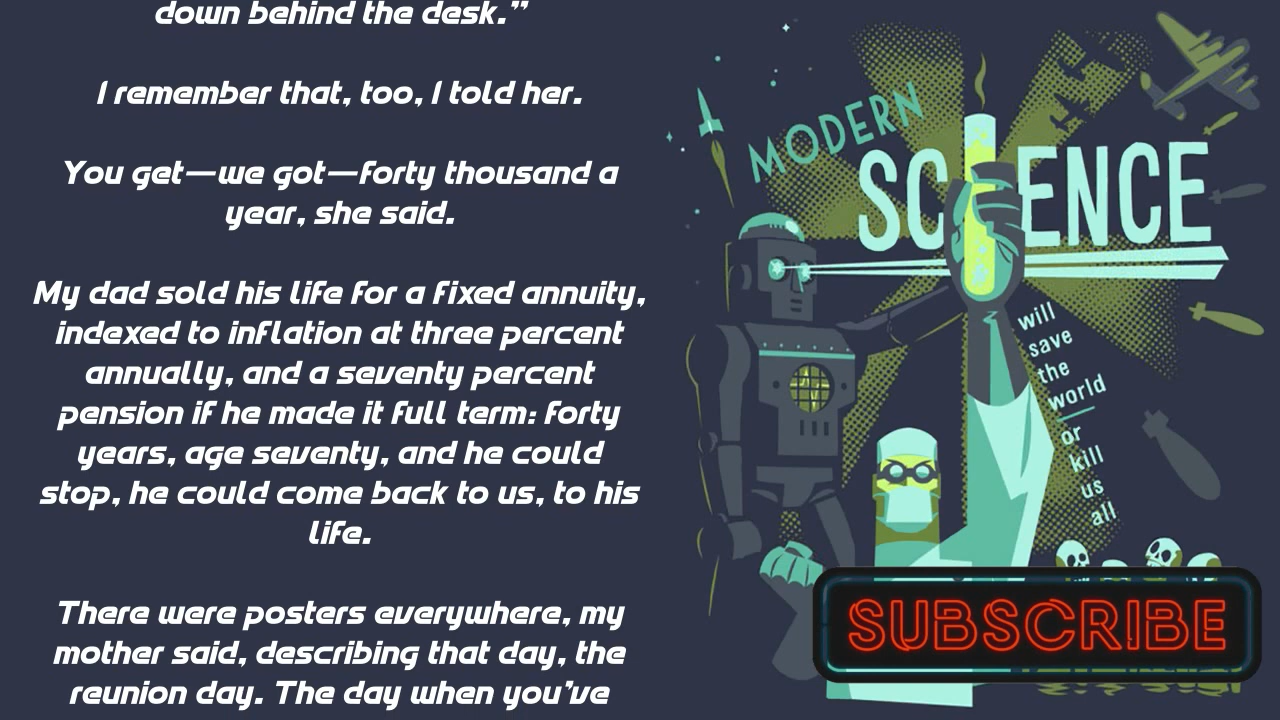 down behind the desk.”
I remember that, too, I told her.
You get—we got—forty thousand a
year, she said.
My dad sold his life for a fixed annuity,
indexed to inflation at three percent
annually, and a seventy percent
pension if he made it full term: forty
years, age seventy, and he could
stop, he could come back to us, to his
life.
There were posters everywhere, my
mother said, describing that day, the
reunion day. The day when you’ve
MODERN
SCIENCE
will
save
the
world
or
kill
us
all
SUBSCRIBE